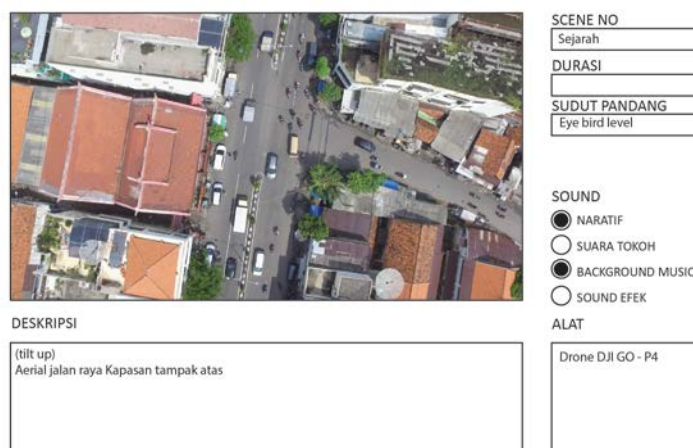 SCENE NO
Sejarah
DURASI
SUDUT PANDANG
Eye bird level
SOUND
NARATIF
SUARA TOKOH
BACKGROUND MUSIC
SOUND EFEK
DESKRIPSI
(tilt up)
Aerial jalan raya Kapasan tampak atas
ALAT
Drone DJI GO - P4